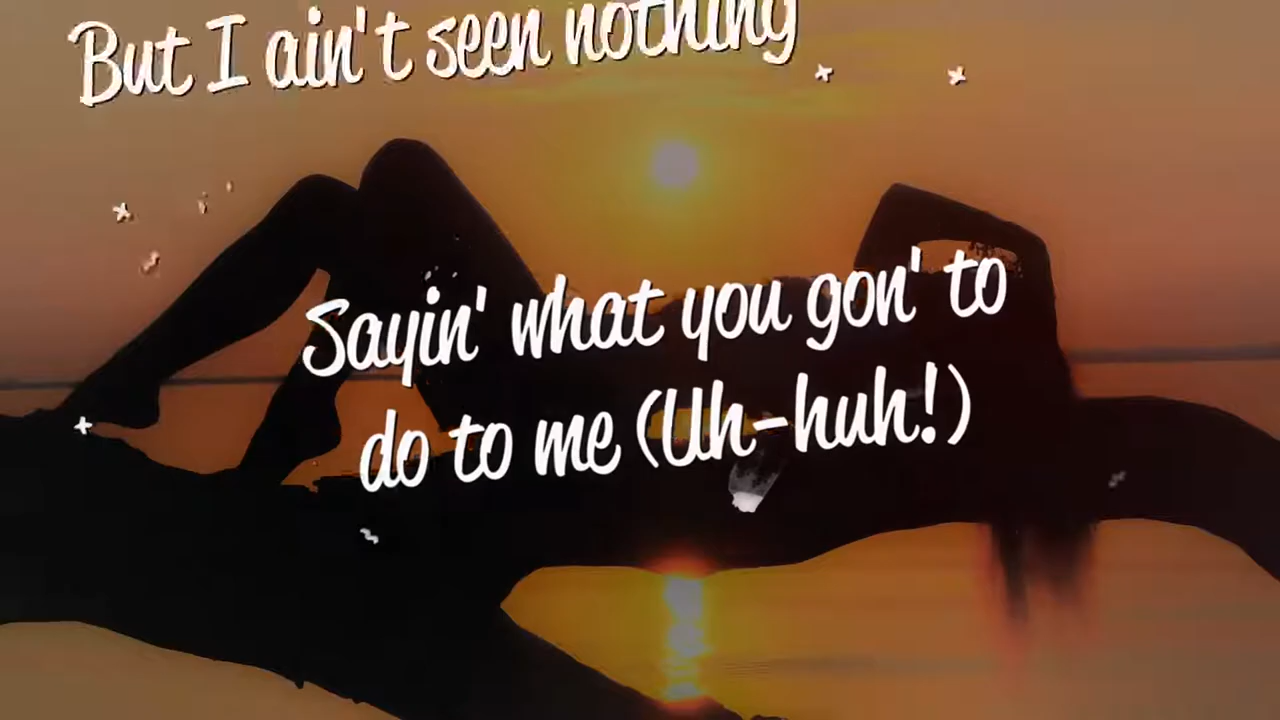 But I ain't seen nothing
Sayin' what you gon' to
do to me (Uh-huh!)